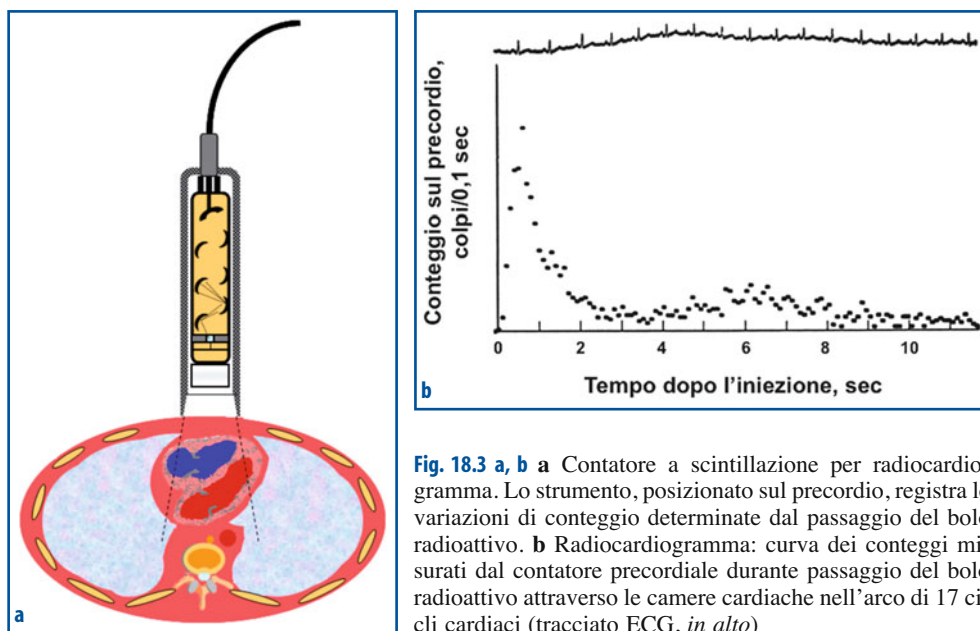 a
Conteggio sul precordio,
colpi/0,1 sec
0 2 4 6 8 10
Tempo dopo l'iniezione, sec
b
Fig. 18.3 a, b a Contatore a scintillazione per radiocardio
gramma. Lo strumento, posizionato sul precordio, registra l
variazioni di conteggio determinate dal passaggio del bol
radioattivo. b Radiocardiogramma: curva dei conteggi mi
surati dal contatore precordiale durante passaggio del bol
radioattivo attraverso le camere cardiache nell'arco di 17 ci
cli cardiaci (tracciato ECG, in alto)